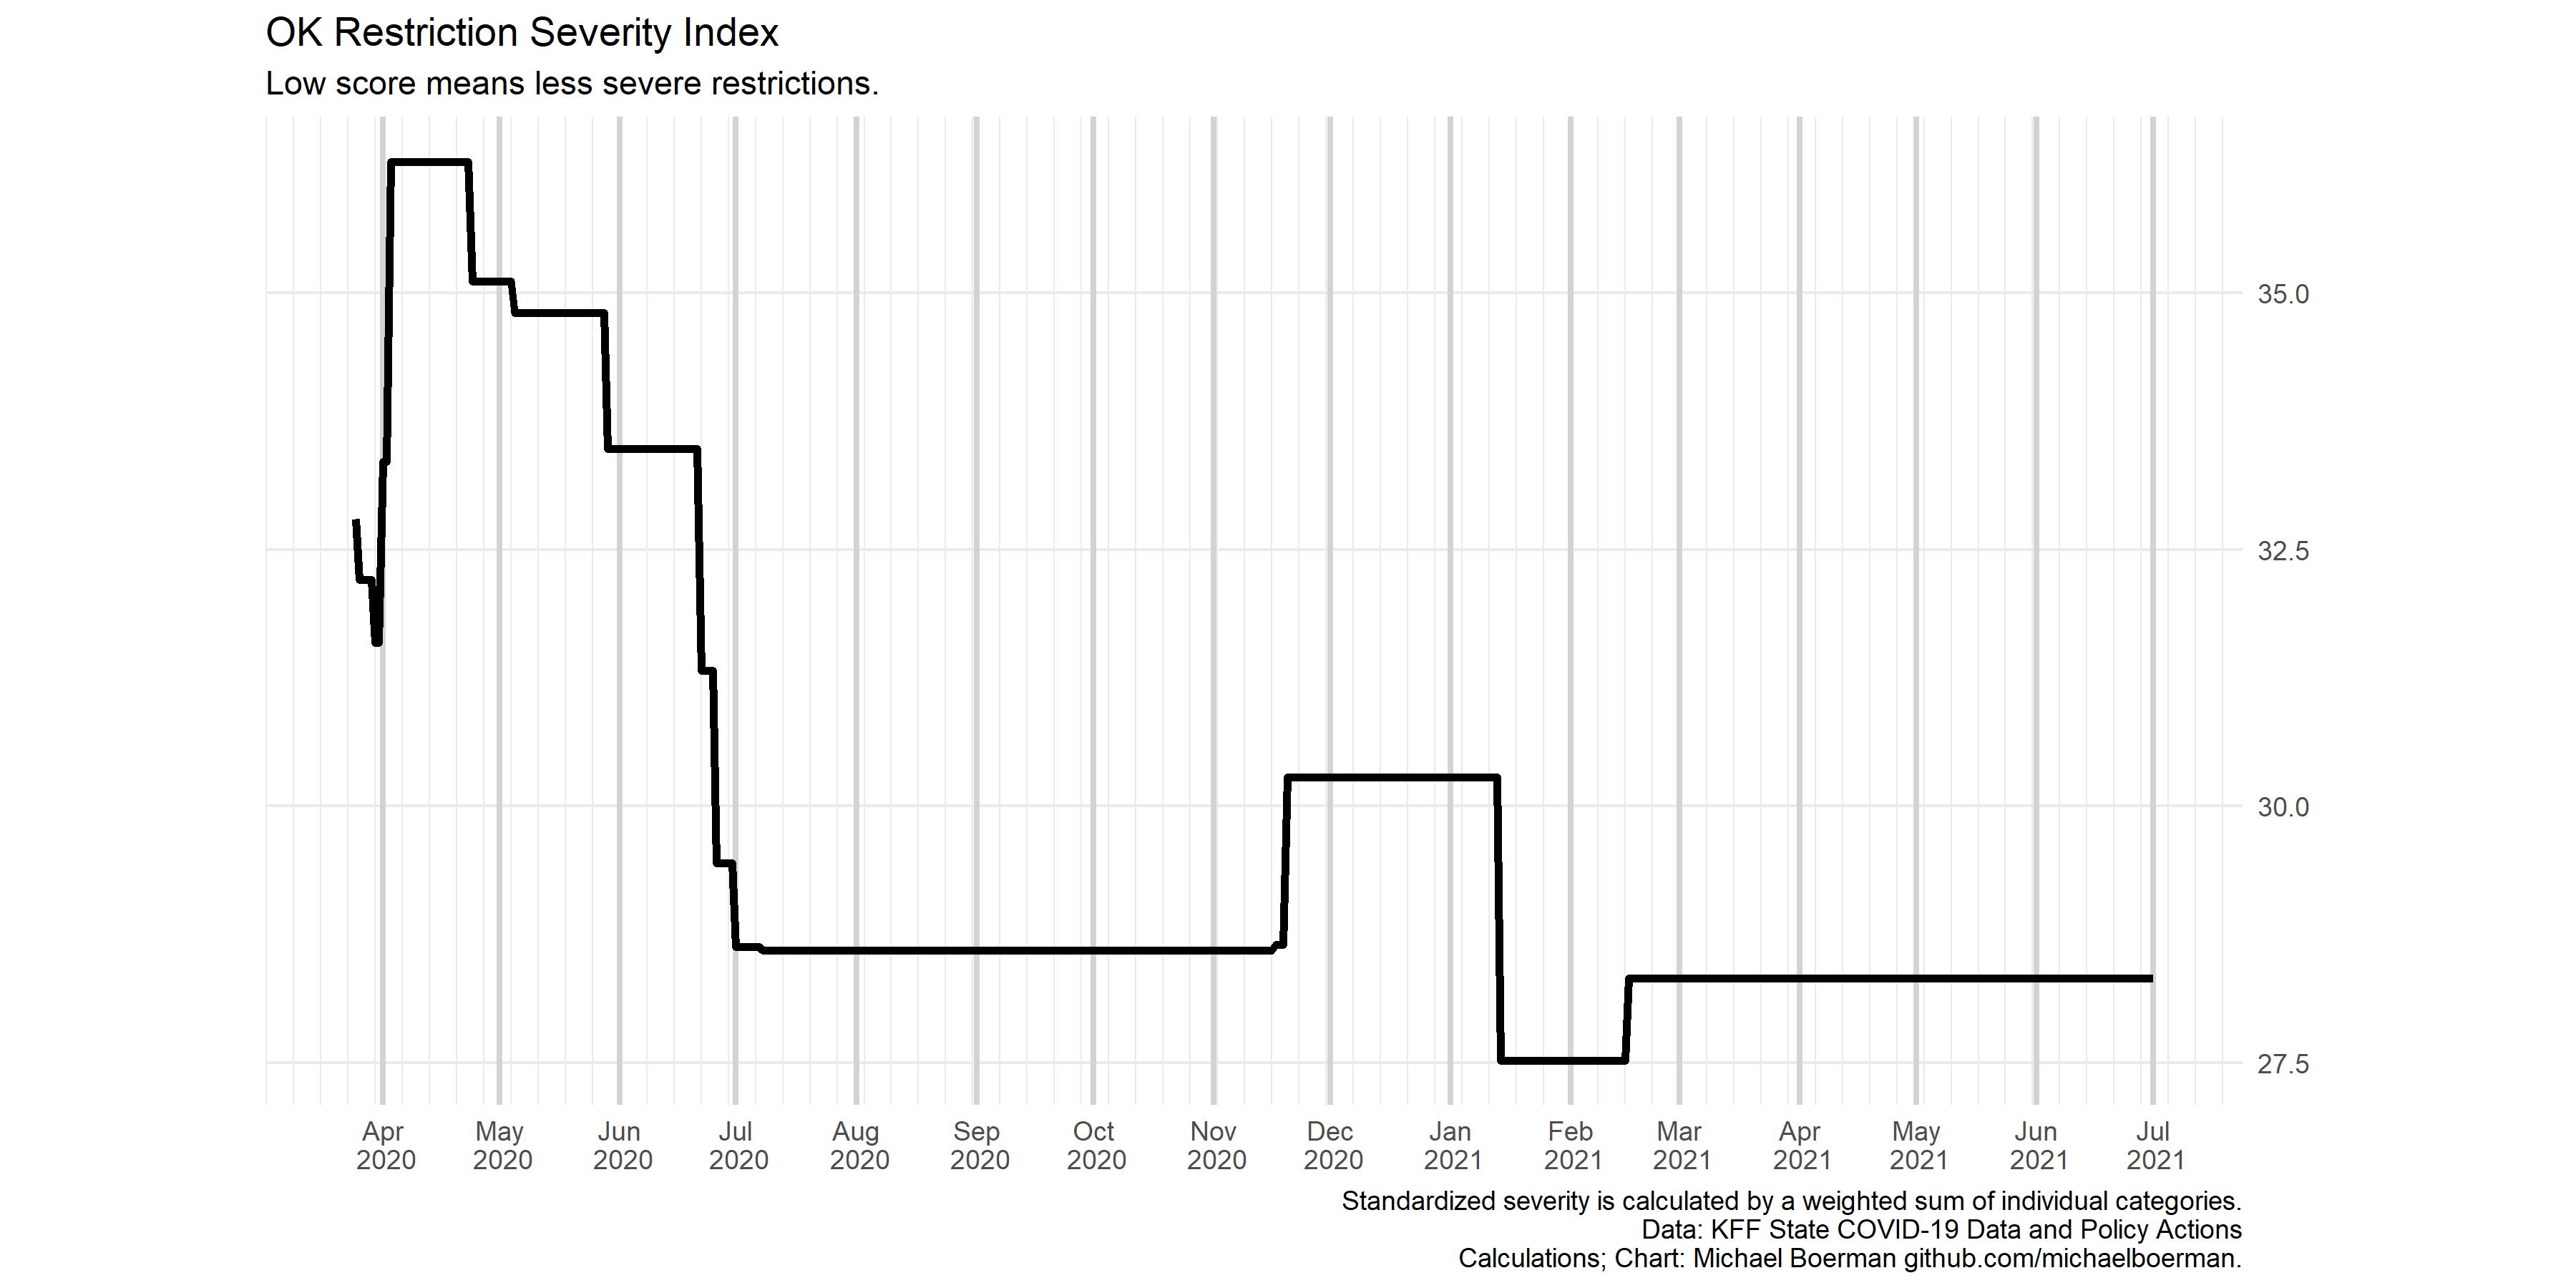 OK Restriction Severity Index
Low score means less severe restrictions.
35.0
32.5
30.0
27.5
Apr May Jun Jul Aug Sep Oct Nov Dec Jan Feb Mar Apr May Jun Jul
2020 2020 2020 2020 2020 2020 2020 2020 2020 2021 2021 2021 2021 2021 2021 2021
Standardized severity is calculated by a weighted sum of individual categories.
Data: KFF State COVID-19 Data and Policy Actions
Calculations; Chart: Michael Boerman github.com/michaelboerman.